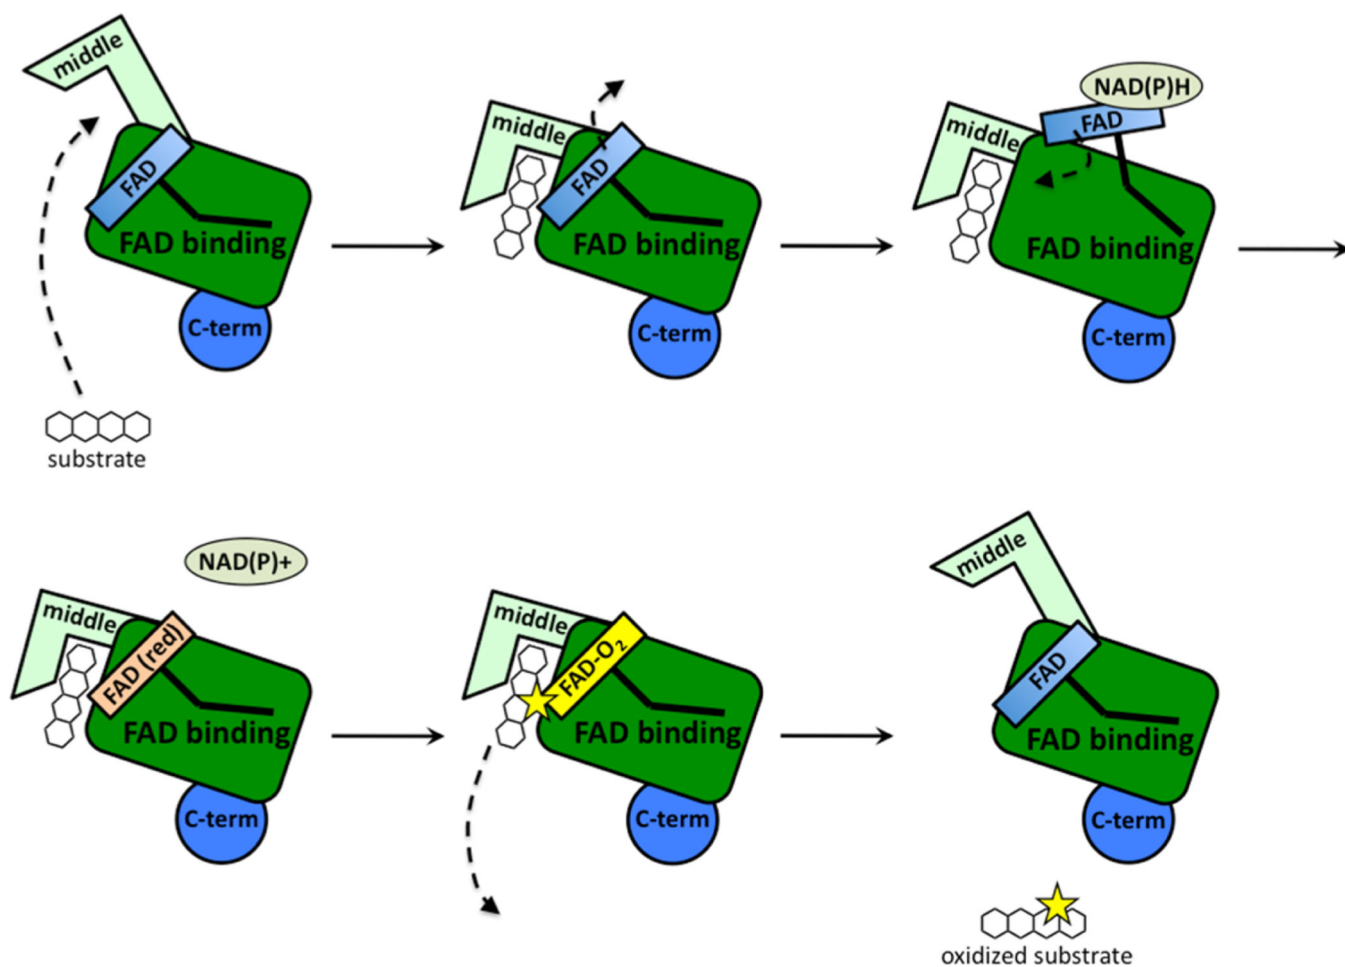 middle
FAD
FAD binding
C-term
substrate
middle
FAD
FAD binding
C-term
NAD(P)H
middle
FAD
FAD binding
C-term
NAD(P)+
middle
FAD (red)
FAD binding
C-term
middle
FAD-O₂
FAD binding
C-term
middle
FAD
FAD binding
C-term
oxidized substrate